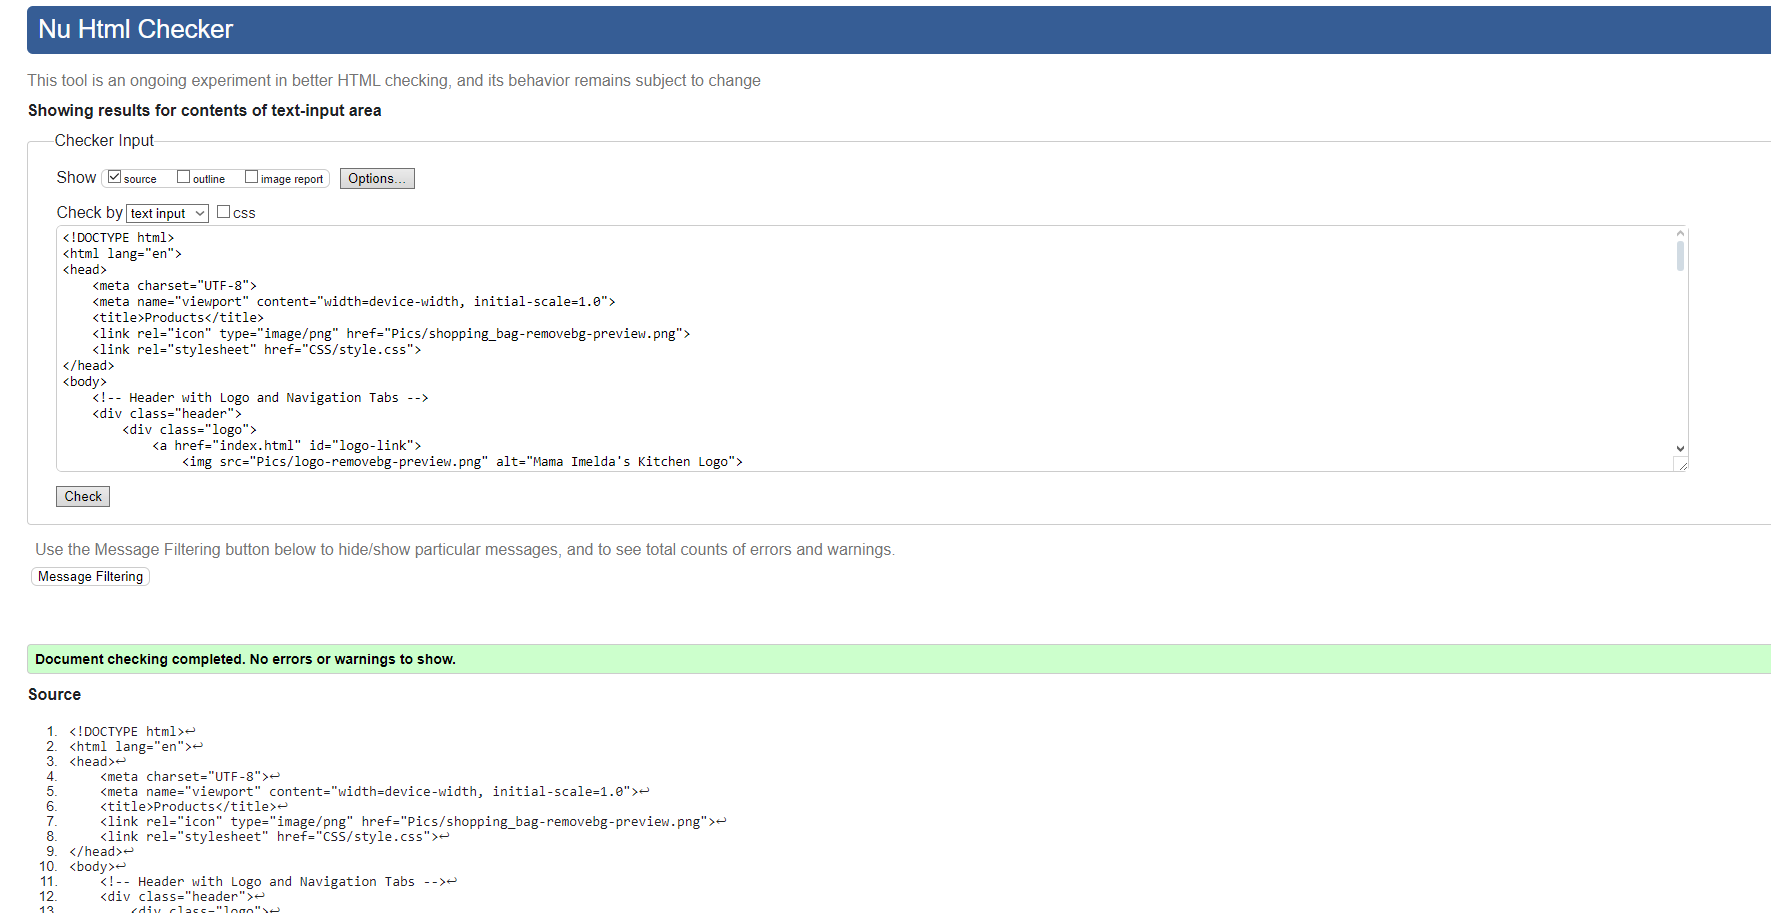 Nu Html Checker
This tool is an ongoing experiment in better HTML checking, and its behavior remains subject to change
Showing results for contents of text-input area
Checker Input
Show source outline image report Options...
Check by text input css
<!DOCTYPE html>
<html lang="en">
<head>
    <meta charset="UTF-8">
    <meta name="viewport" content="width=device-width, initial-scale=1.0">
    <title>Products</title>
    <link rel="icon" type="image/png" href="Pics/shopping_bag-removebg-preview.png">
    <link rel="stylesheet" href="CSS/style.css">
</head>
<body>
    <!-- Header with Logo and Navigation Tabs -->
    <div class="header">
        <div class="logo">
            <a href="index.html" id="logo-link">
                <img src="Pics/logo-removebg-preview.png" alt="Mama Imelda's Kitchen Logo">
Check
Use the Message Filtering button below to hide/show particular messages, and to see total counts of errors and warnings.
Message Filtering
Document checking completed. No errors or warnings to show.
Source
1. <!DOCTYPE html>↩
2. <html lang="en">↩
3. <head>↩
4.     <meta charset="UTF-8">↩
5.     <meta name="viewport" content="width=device-width, initial-scale=1.0">↩
6.     <title>Products</title>↩
7.     <link rel="icon" type="image/png" href="Pics/shopping_bag-removebg-preview.png">↩
8.     <link rel="stylesheet" href="CSS/style.css">↩
9. </head>↩
10. <body>↩
11.     <!-- Header with Logo and Navigation Tabs -->↩
12.     <div class="header">↩
13.         <div class="logo">↩